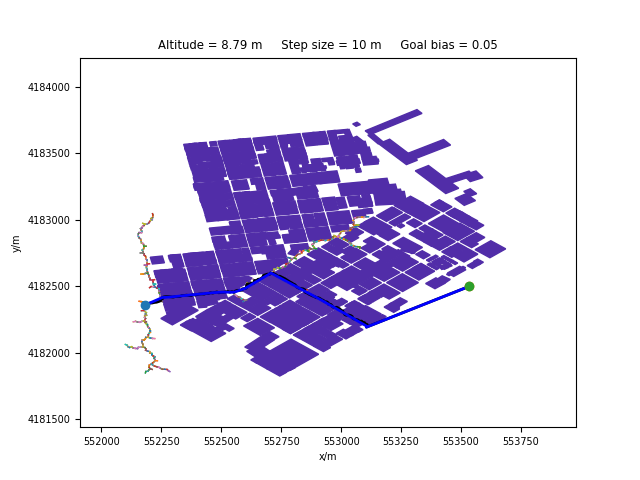 Altitude = 8.79 m     Step size = 10 m     Goal bias = 0.05
4184000
4183500
4183000
4182500
4182000
4181500
y/m
552000 552250 552500 552750 553000 553250 553500 553750
x/m